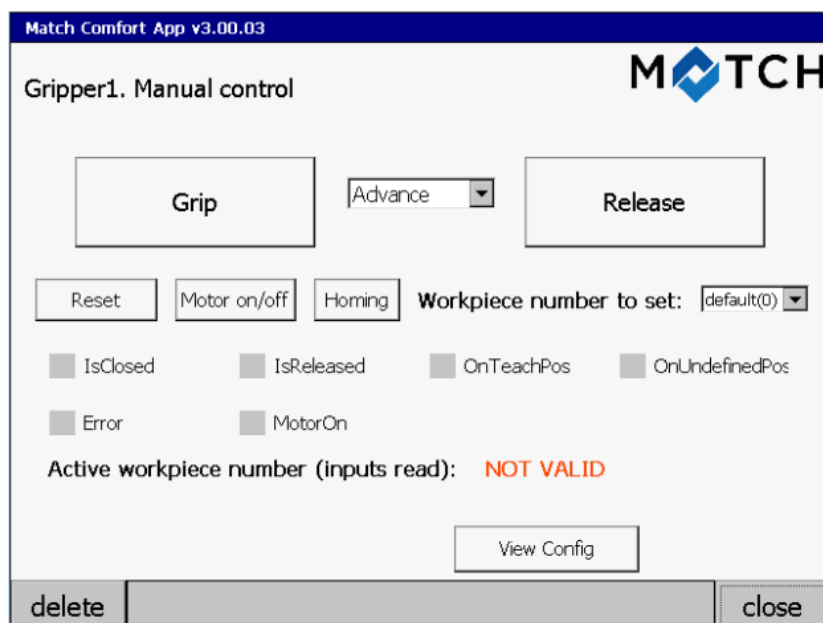 Match Comfort App v3.00.03
MATCH
Gripper1. Manual control
Grip
Advance
Release
Reset
Motor on/off
Homing
Workpiece number to set:
default(0)
IsClosed
IsReleased
OnTeachPos
OnUndefinedPos
Error
MotorOn
Active workpiece number (inputs read): NOT VALID
View Config
delete
close